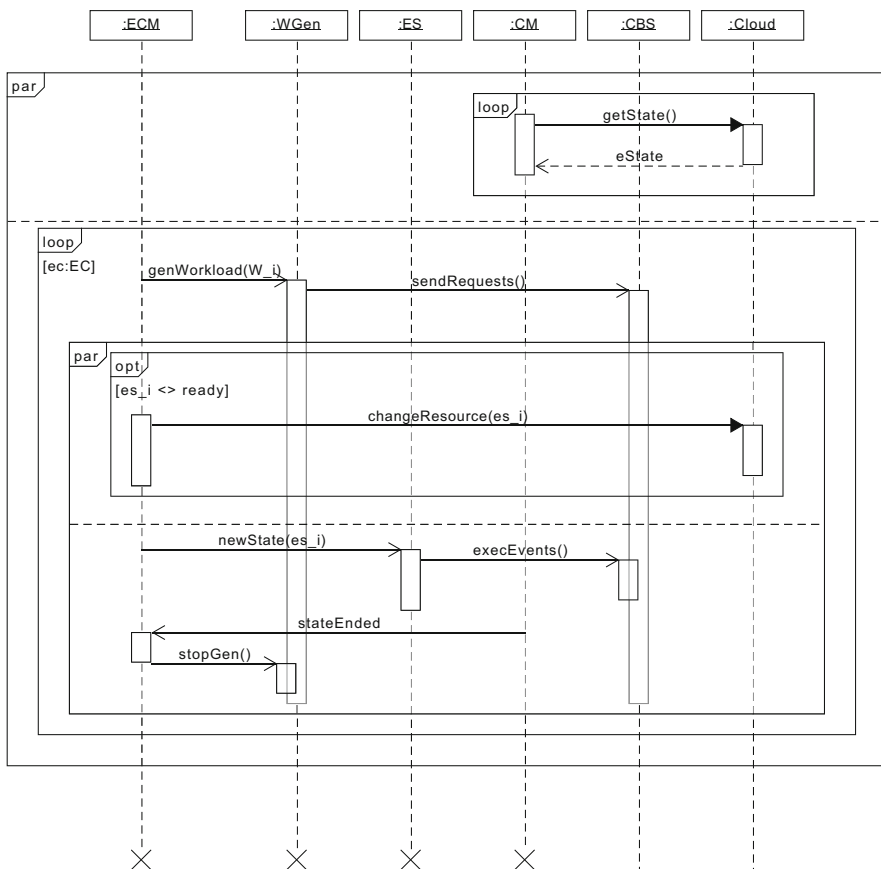 :ECM :WGen :ES :CM :CBS :Cloud
par
loop
getState()
eState
loop
[ec:EC]
genWorkload(W_i)
sendRequests()
par
opt
[es_i <> ready]
changeResource(es_i)
newState(es_i)
execEvents()
stateEnded
stopGen()